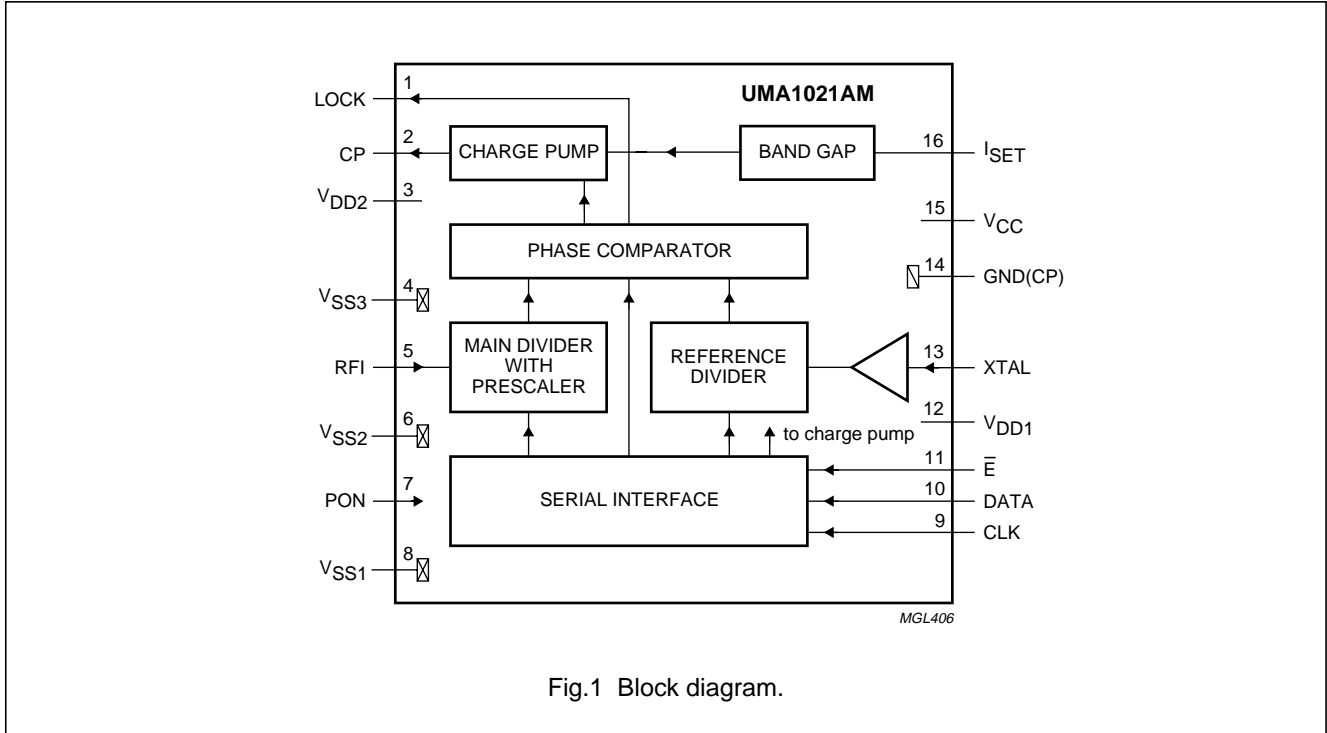 UMA1021AM
LOCK
1
CP
2
CHARGE PUMP
BAND GAP
16
ISET
VDD2
3
15
VCC
PHASE COMPARATOR
14
GND(CP)
VSS3
4
RFI
5
MAIN DIVIDER
WITH
PRESCALER
REFERENCE
DIVIDER
13
XTAL
12
VDD1
VSS2
6
to charge pump
11
E̅
PON
7
SERIAL INTERFACE
10
DATA
9
CLK
VSS1
8
MGL406
Fig.1 Block diagram.